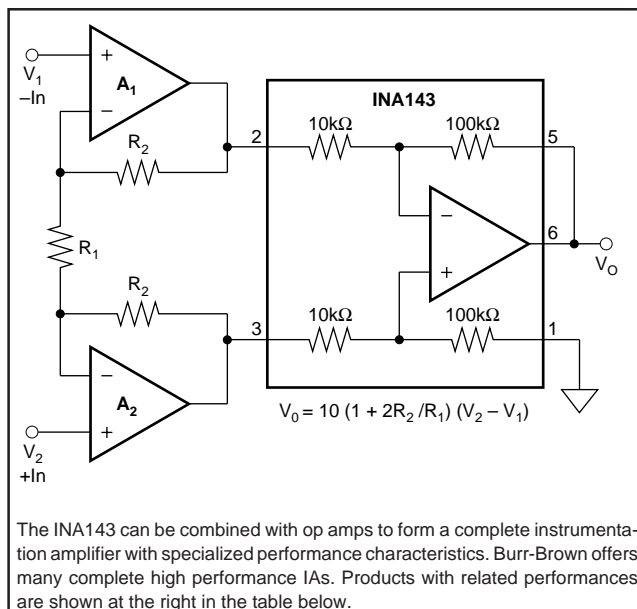 V1
–In
+
–
A1
R2
R1
R2
–
+
A2
V2
+In
INA143
2
10kΩ
100kΩ
5
–
+
6
VO
3
10kΩ
100kΩ
1
V0 = 10 (1 + 2R2 /R1) (V2 – V1)
The INA143 can be combined with op amps to form a complete instrumenta-
tion amplifier with specialized performance characteristics. Burr-Brown offers
many complete high performance IAs. Products with related performances
are shown at the right in the table below.